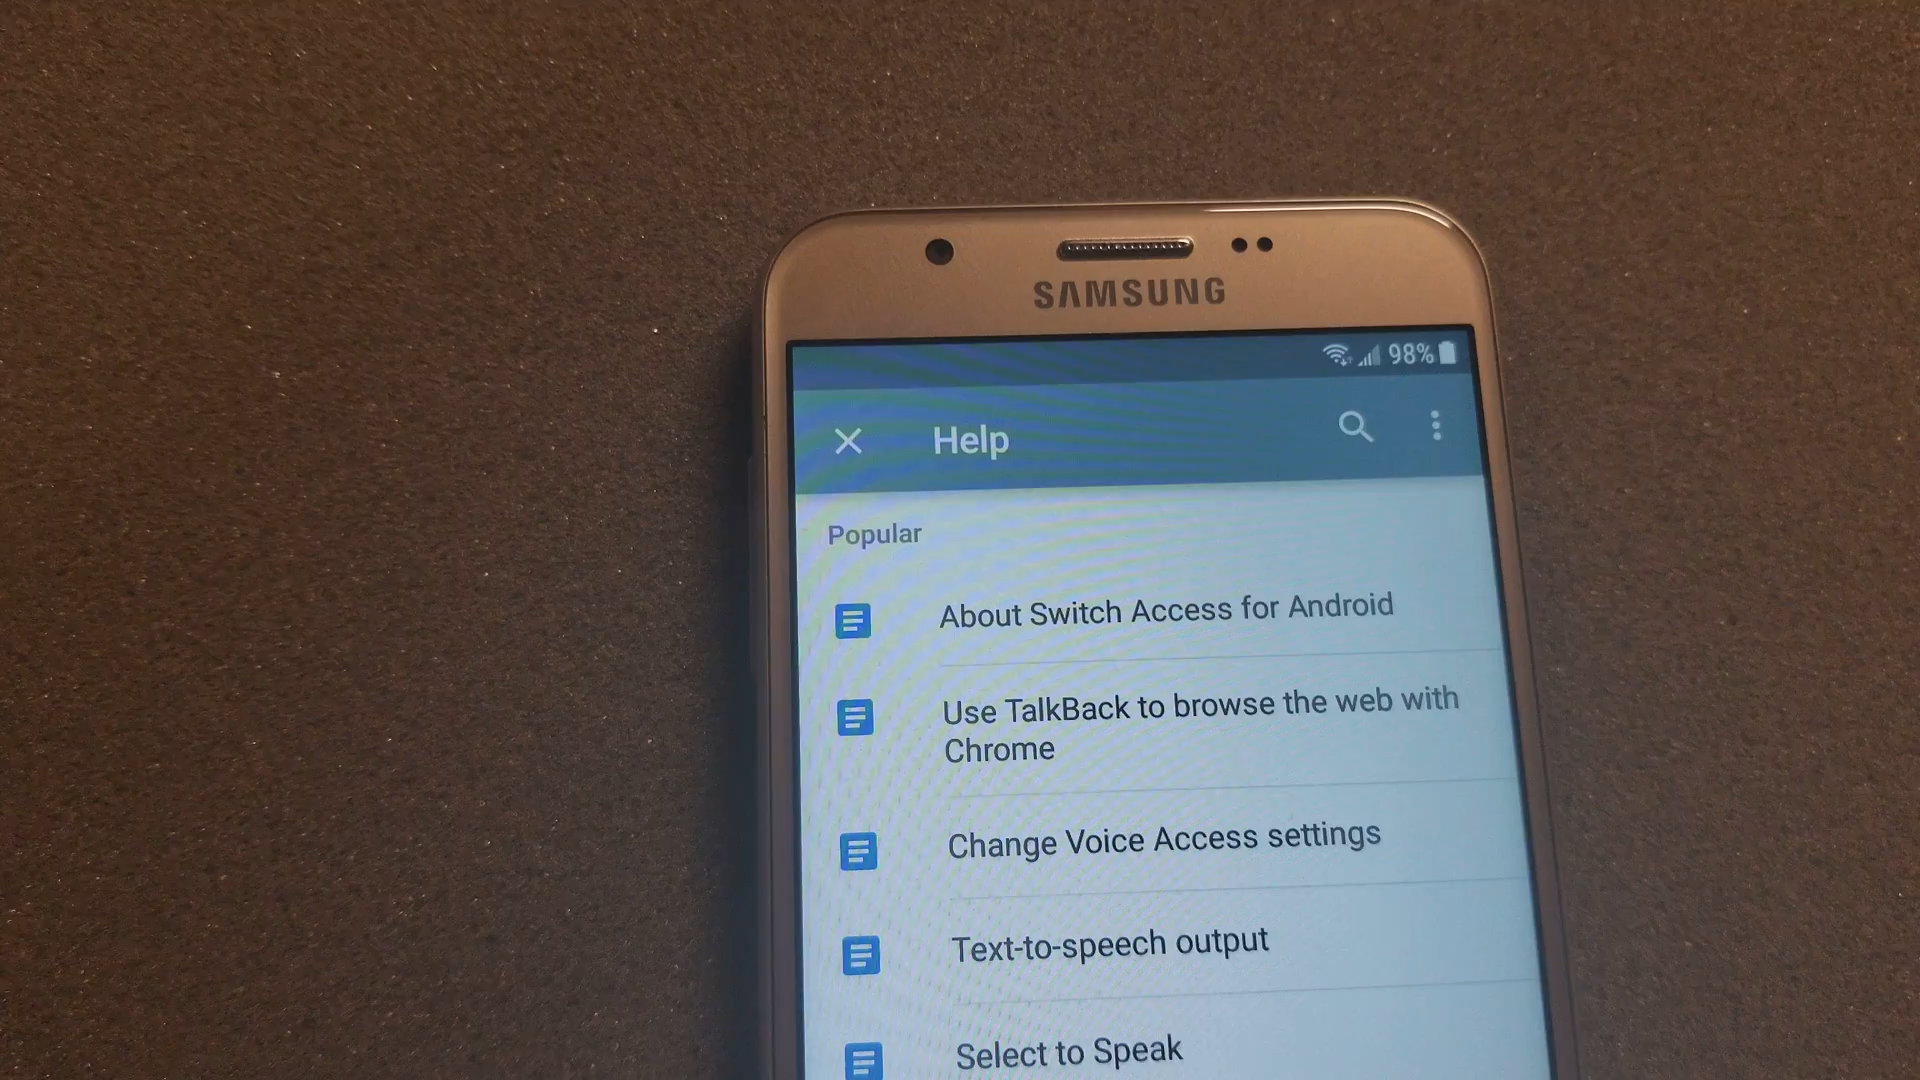 SAMSUNG
98%
Help
Popular
About Switch Access for Android
Use TalkBack to browse the web with
Chrome
Change Voice Access settings
Text-to-speech output
Select to Speak